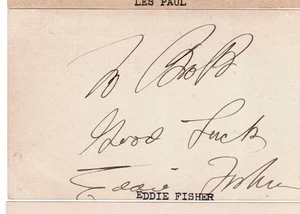 LES PAUL
To Bob
Good Luck
Eddie Fisher
EDDIE FISHER